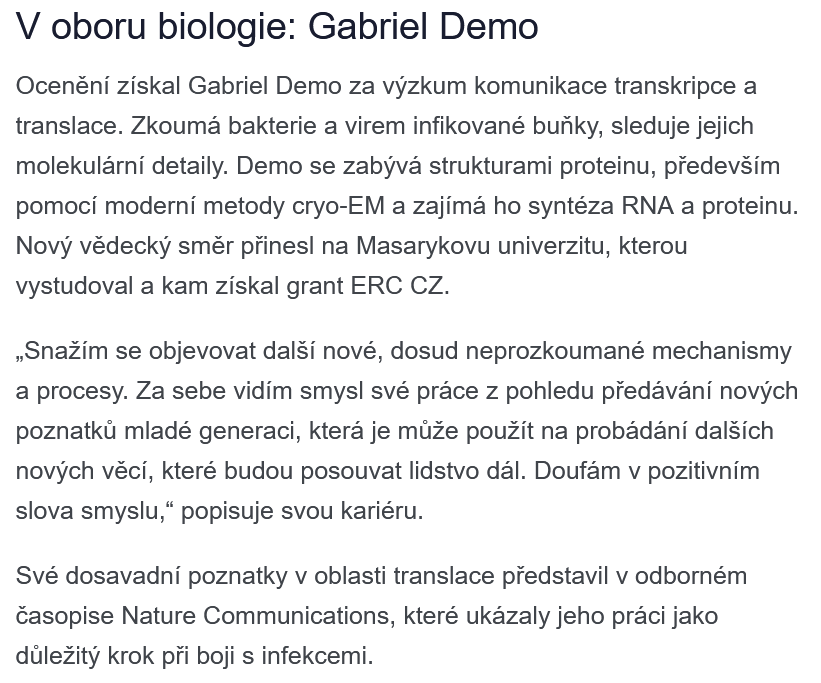 V oboru biologie: Gabriel Demo
Ocenění získal Gabriel Demo za výzkum komunikace transkripce a
translace. Zkoumá bakterie a virem infikované buňky, sleduje jejich
molekulární detaily. Demo se zabývá strukturami proteinu, především
pomocí moderní metody cryo-EM a zajímá ho syntéza RNA a proteinu.
Nový vědecký směr přinesl na Masarykovu univerzitu, kterou
vystudoval a kam získal grant ERC CZ.
„Snažím se objevovat další nové, dosud neprozkoumané mechanismy
a procesy. Za sebe vidím smysl své práce z pohledu předávání nových
poznatků mladé generaci, která je může použít na probádání dalších
nových věcí, které budou posouvat lidstvo dál. Doufám v pozitivním
slova smyslu,“ popisuje svou kariéru.
Své dosavadní poznatky v oblasti translace představil v odborném
časopise Nature Communications, které ukázaly jeho práci jako
důležitý krok při boji s infekcemi.